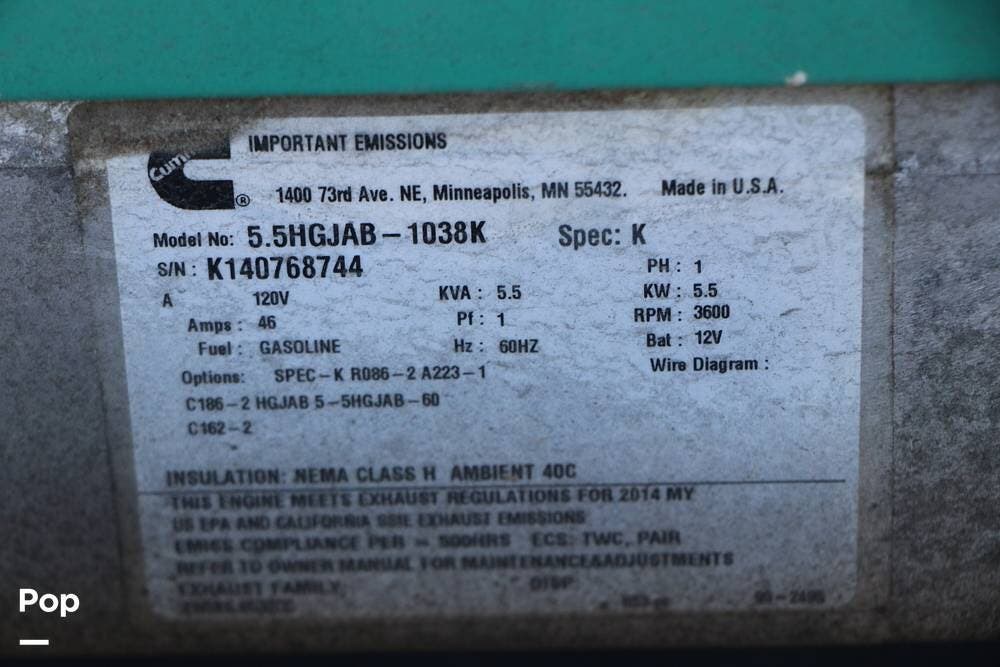 IMPORTANT EMISSIONS
Cum
®
1400 73rd Ave. NE, Minneapolis, MN 55432. Made in U.S.A.
Model No: 5.5HGJAB-1038K Spec: K
S/N: K140768744 PH: 1
A 120V KVA: 5.5 KW: 5.5
Amps: 46 Pf: 1 RPM: 3600
Fuel: GASOLINE Hz: 60HZ Bat: 12V
Options: SPEC-K R086-2 A223-1 Wire Diagram:
C186-2 HGJAB 5-5HGJAB-60
C162-2
INSULATION: NEMA CLASS H AMBIENT 40C
THIS ENGINE MEETS EXHAUST REGULATIONS FOR 2014 MY
US EPA AND CALIFORNIA SSIE EXHAUST EMISSIONS
EMISS COMPLIANCE PER = 500HRS ECS: TWC, PAIR
REFER TO OWNER MANUAL FOR MAINTENANCE&ADJUSTMENTS
EXHAUST FAMILY:
Pop